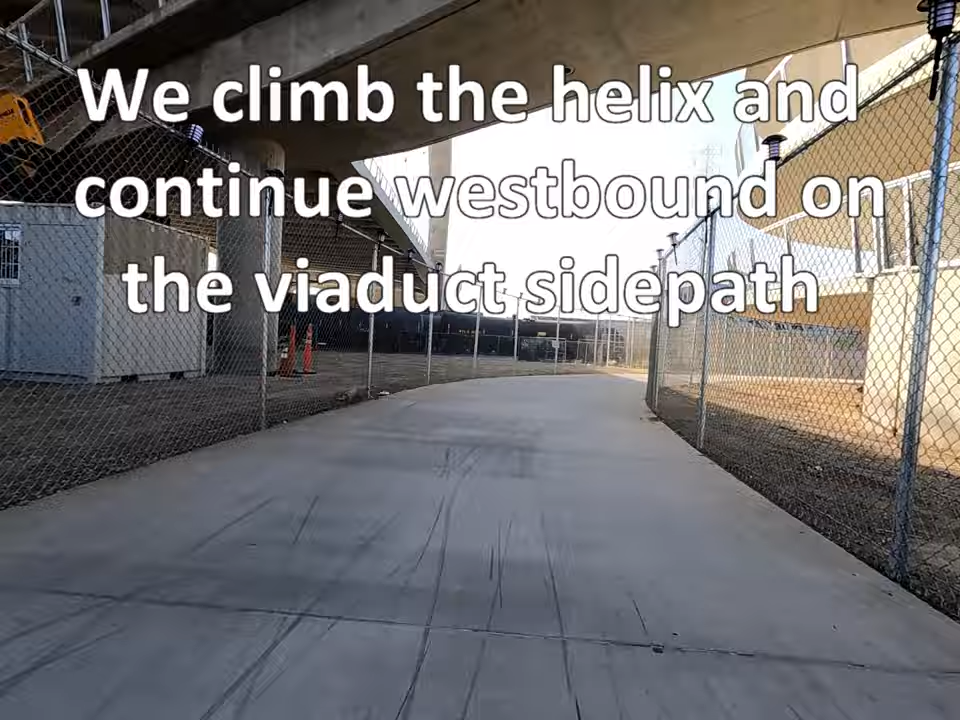 We climb the helix and
continue westbound on
the viaduct sidepath